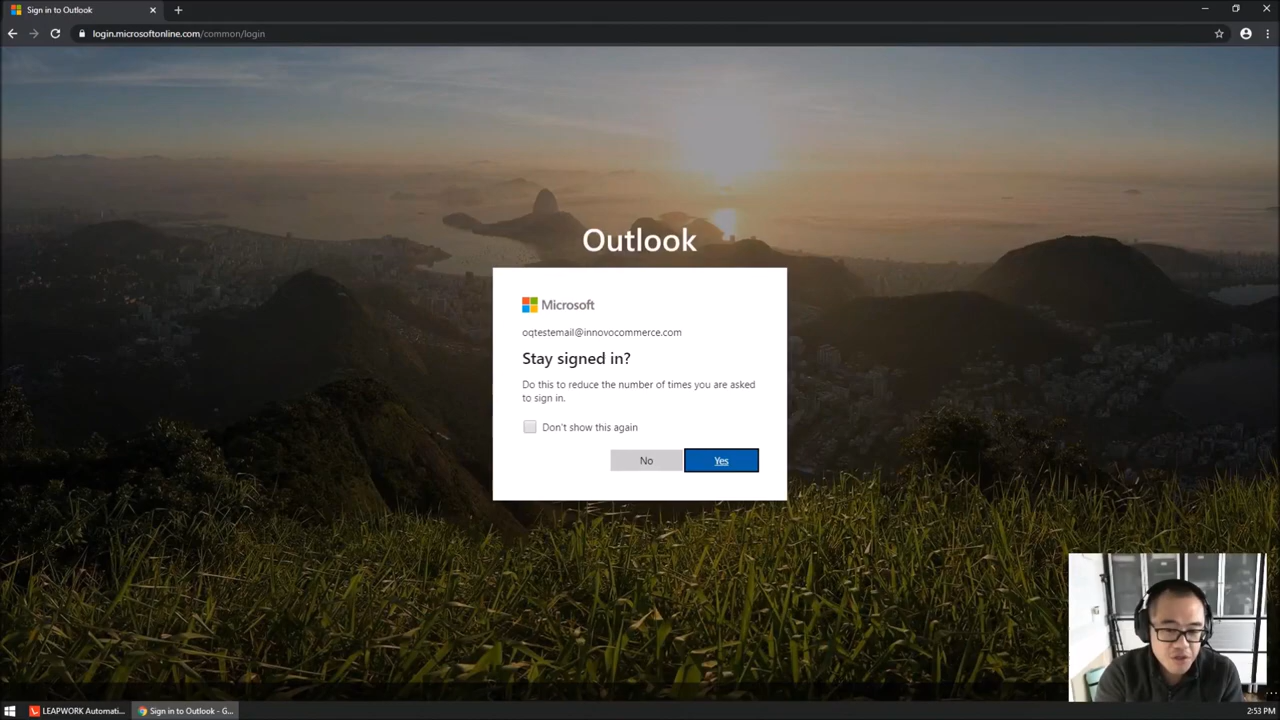 Sign in to Outlook
login.microsoftonline.com/common/login
Outlook
Microsoft
oqtestemail@innovocommerce.com
Stay signed in?
Do this to reduce the number of times you are asked
to sign in.
Don't show this again
No
Yes
LEAPWORK Automati...
Sign in to Outlook - G...
2:53 PM